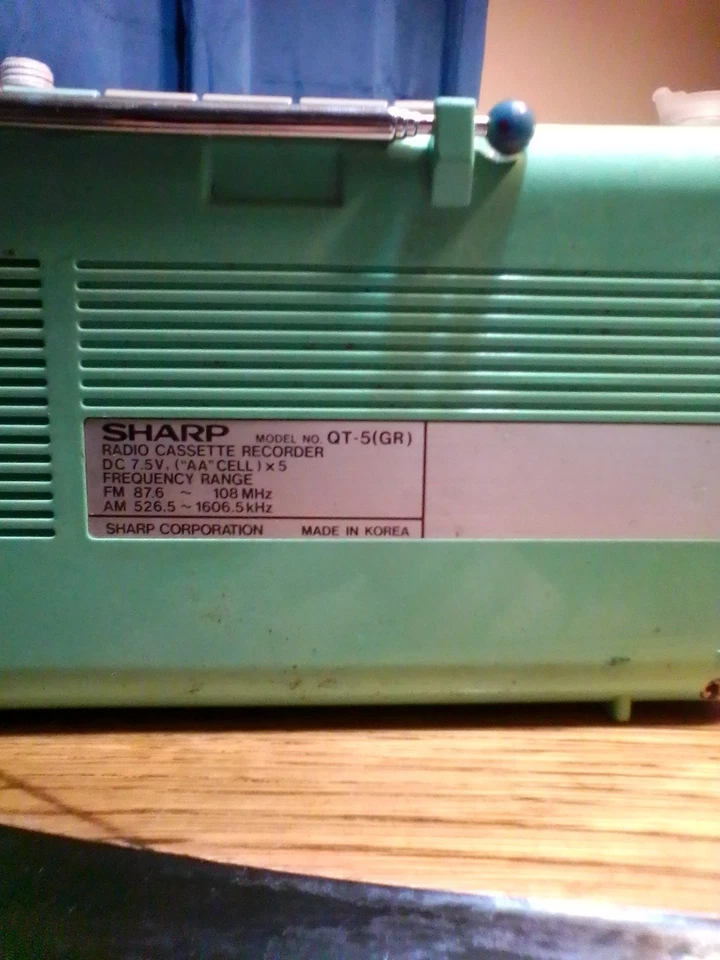 SHARP MODEL NO. QT-5(GR)
RADIO CASSETTE RECORDER
DC 7.5V, ("AA" CELL) × 5
FREQUENCY RANGE
FM 87.6 ~ 108 MHz
AM 526.5 ~ 1606.5 kHz
SHARP CORPORATION MADE IN KOREA